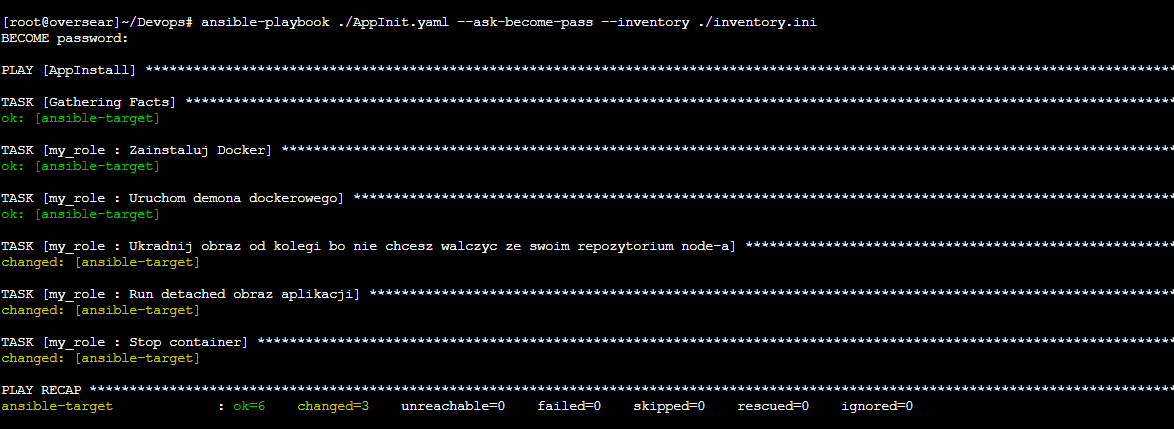 [root@oversear]~/Devops# ansible-playbook ./AppInit.yaml --ask-become-pass --inventory ./inventory.ini
BECOME password:
PLAY [AppInstall] *********************************************************************************************************************************
TASK [Gathering Facts] ****************************************************************************************************************************
ok: [ansible-target]
TASK [my_role : Zainstaluj Docker] ****************************************************************************************************************
ok: [ansible-target]
TASK [my_role : Uruchom demona dockerowego] *******************************************************************************************************
ok: [ansible-target]
TASK [my_role : Ukradnij obraz od kolegi bo nie chcesz walczyc ze swoim repozytorium node-a] ******************************************************
changed: [ansible-target]
TASK [my_role : Run detached obraz aplikacji] *****************************************************************************************************
changed: [ansible-target]
TASK [my_role : Stop container] *******************************************************************************************************************
changed: [ansible-target]
PLAY RECAP ****************************************************************************************************************************************
ansible-target             : ok=6    changed=3    unreachable=0    failed=0    skipped=0    rescued=0    ignored=0